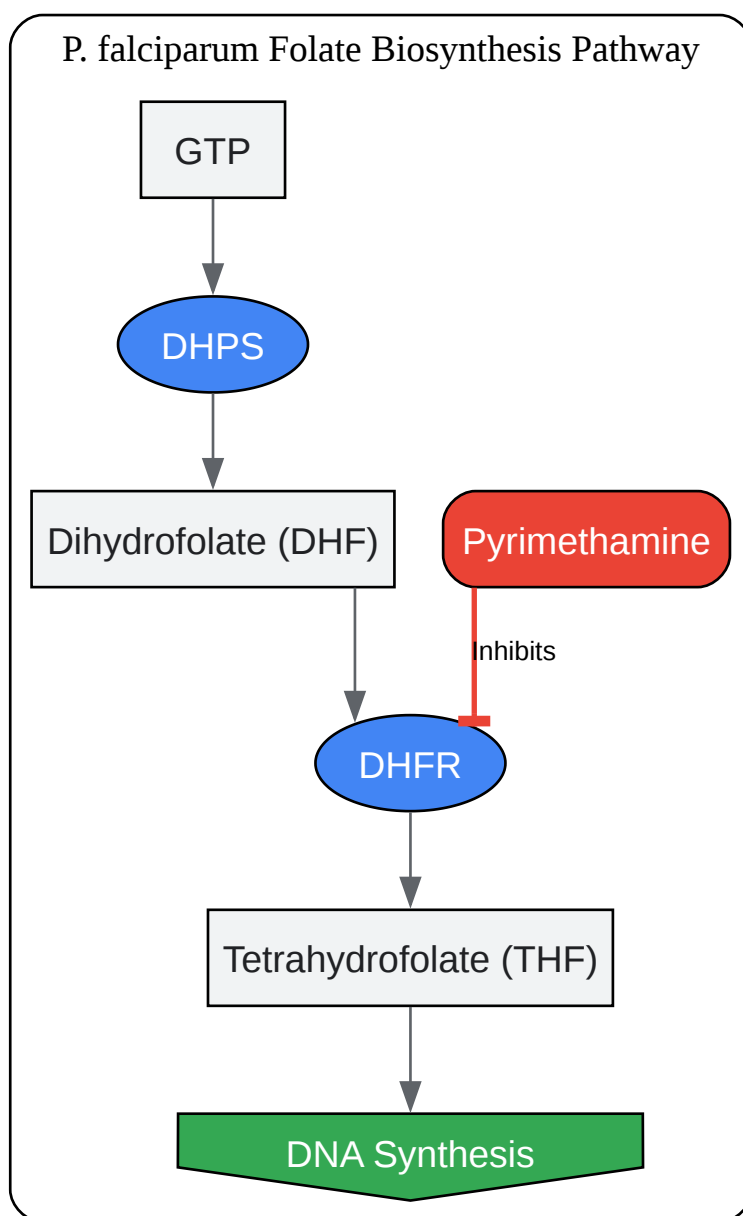 P. falciparum Folate Biosynthesis Pathway
GTP
DHPS
Dihydrofolate (DHF)
Pyrimethamine
Inhibits
DHFR
Tetrahydrofolate (THF)
DNA Synthesis